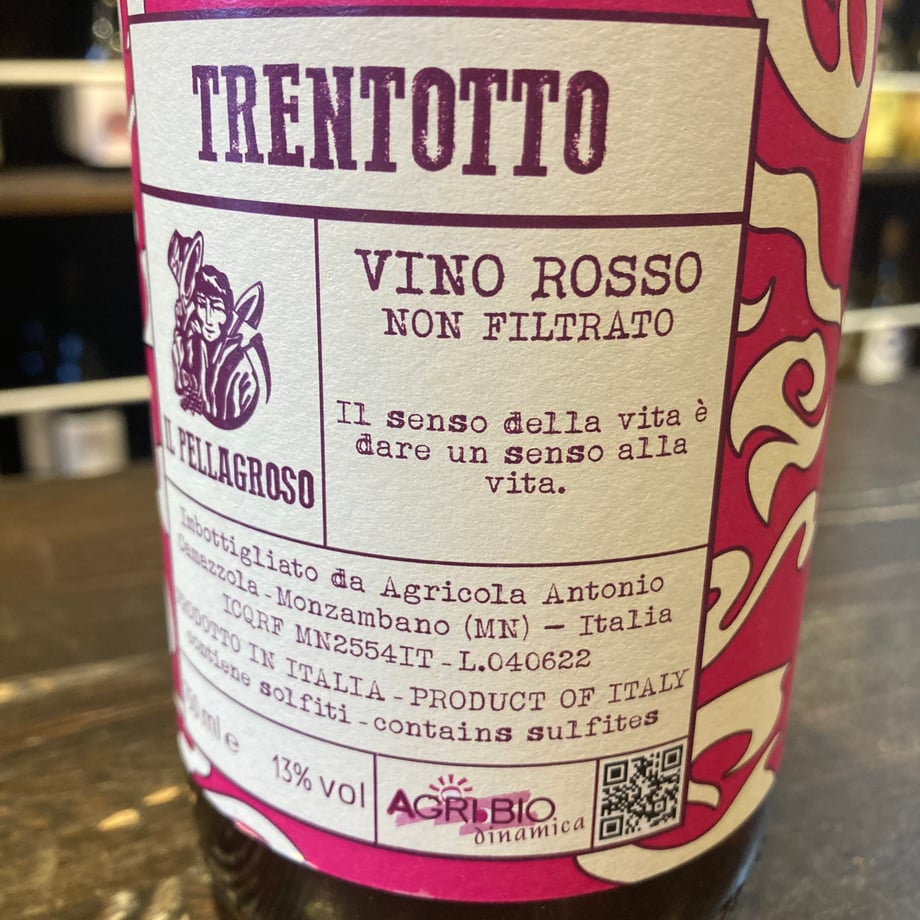 TRENTOTTO
IL PELLAGROSO
VINO ROSSO
NON FILTRATO
Il senso della vita è
dare un senso alla
vita.
Imbottigliato da Agricola Antonio
Camazzola - Monzambano (MN) – Italia
ICQRF MN2554IT - L.040622
PRODOTTO IN ITALIA - PRODUCT OF ITALY
contiene solfiti - contains sulfites
750 ml e
13% vol
AGRI.BIO
dinamica